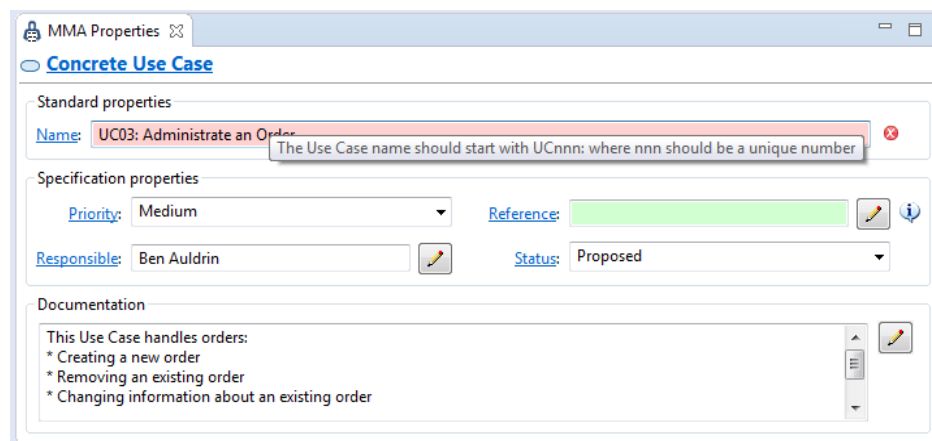 MMA Properties
Concrete Use Case
Standard properties
Name: UC03: Administrate an Order
The Use Case name should start with UCnnn: where nnn should be a unique number
Specification properties
Priority: Medium Reference:
Responsible: Ben Auldrin Status: Proposed
Documentation
This Use Case handles orders:
* Creating a new order
* Removing an existing order
* Changing information about an existing order